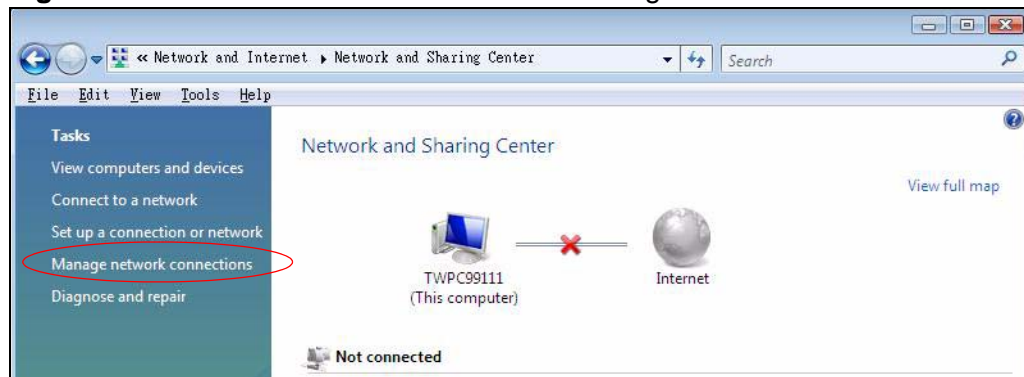 « Network and Internet ▸ Network and Sharing Center
Search
File Edit View Tools Help
Tasks
View computers and devices
Connect to a network
Set up a connection or network
Manage network connections
Diagnose and repair
Network and Sharing Center
View full map
TWPC99111
(This computer)
Internet
Not connected